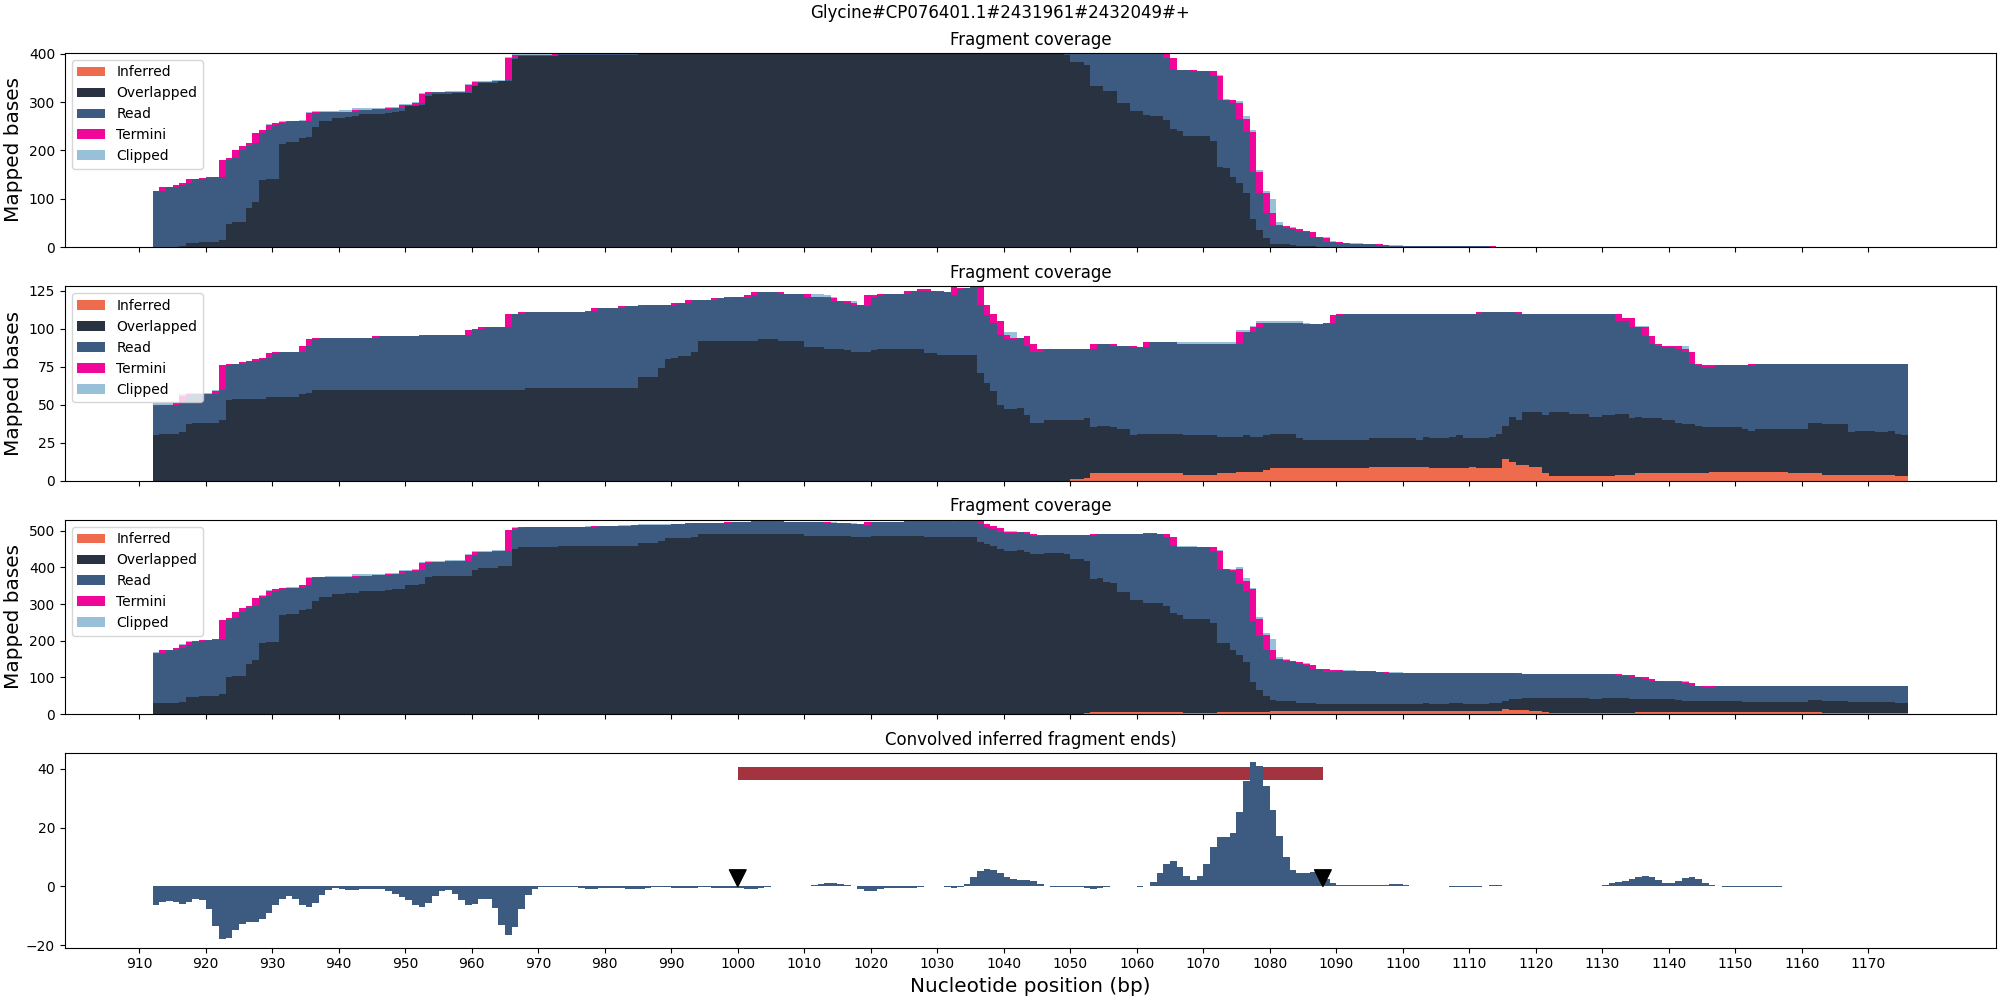 Glycine#CP076401.1#2431961#2432049#+
Fragment coverage
400
300
200
100
0
Mapped bases
Inferred
Overlapped
Read
Termini
Clipped
Fragment coverage
125
100
75
50
25
0
Mapped bases
Inferred
Overlapped
Read
Termini
Clipped
Fragment coverage
500
400
300
200
100
0
Mapped bases
Inferred
Overlapped
Read
Termini
Clipped
Convolved inferred fragment ends)
40
20
0
−20
910 920 930 940 950 960 970 980 990 1000 1010 1020 1030 1040 1050 1060 1070 1080 1090 1100 1110 1120 1130 1140 1150 1160 1170
Nucleotide position (bp)